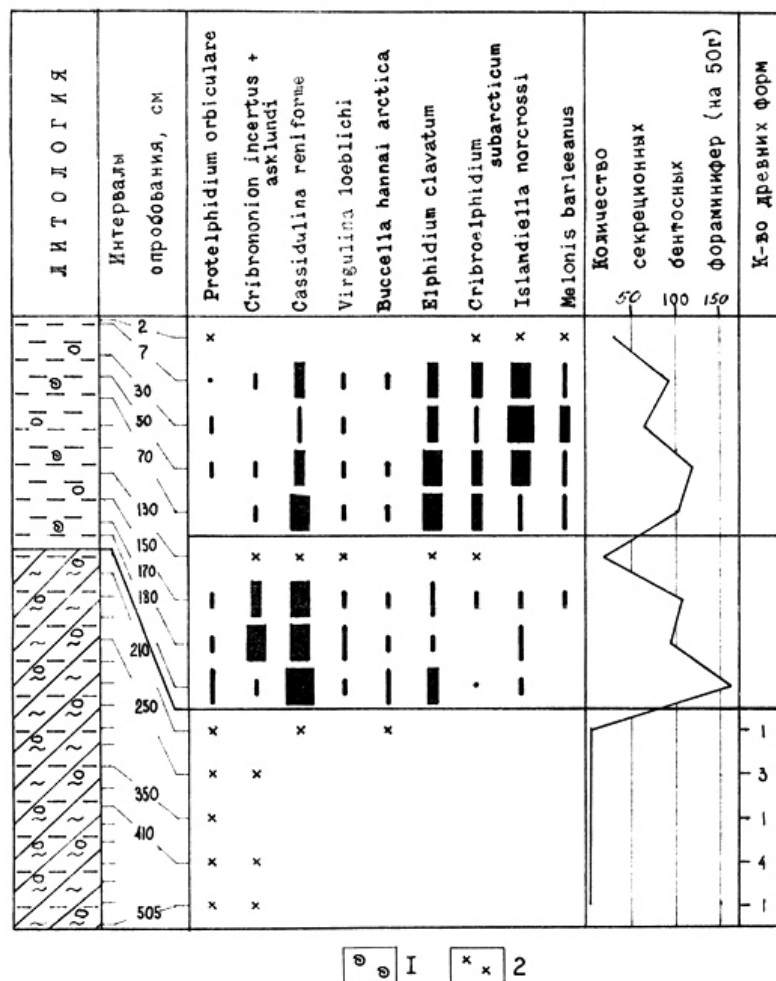 ЛИТОЛОГИЯ
Интервалы
опробования, см
Protelphidium orbiculare
Cribrononion incertus +
asklundi
Cassidulina reniforme
Virgulina loeblichi
Buccella hannai arctica
Elphidium clavatum
Cribroelphidium
subarcticum
Islandiella norcrossi
Melonis barleeanus
Количество
секреционных
бентосных
фораминифер (на 50г)
К-во древних форм
50 100 150
2
7
30
50
70
130
150
170
180
210
250
350
410
505
1
3
1
4
1
I
2